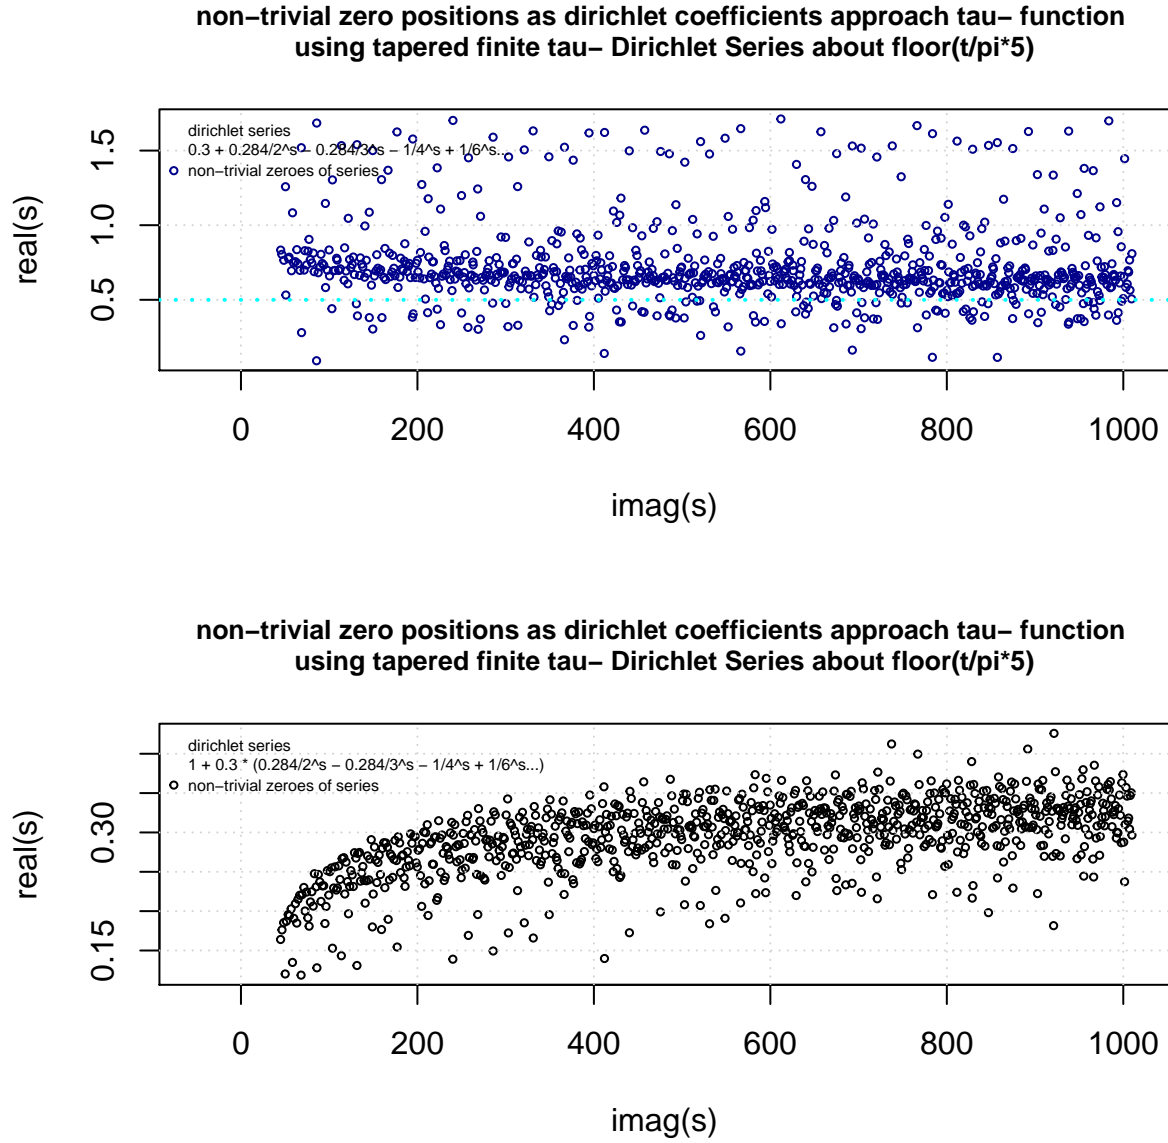 non−trivial zero positions as dirichlet coefficients approach tau− function
using tapered finite tau− Dirichlet Series about floor(t/pi*5)
dirichlet series
0.3 + 0.284/2^s − 0.284/3^s − 1/4^s + 1/6^s...
non−trivial zeroes of series
real(s)
1.5
1.0
0.5
0 200 400 600 800 1000
imag(s)
non−trivial zero positions as dirichlet coefficients approach tau− function
using tapered finite tau− Dirichlet Series about floor(t/pi*5)
dirichlet series
1 + 0.3 * (0.284/2^s − 0.284/3^s − 1/4^s + 1/6^s...)
non−trivial zeroes of series
real(s)
0.30
0.15
0 200 400 600 800 1000
imag(s)